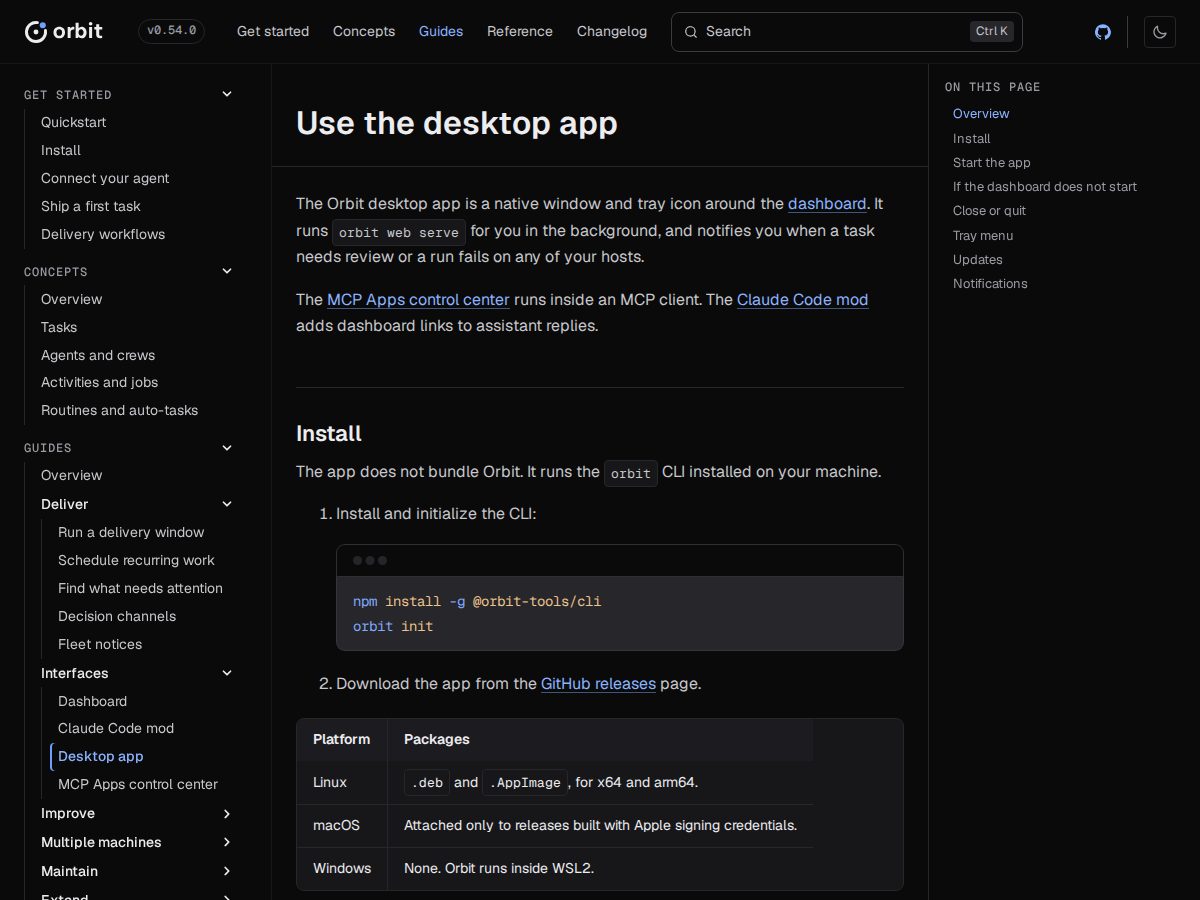 orbit
v0.54.0
Get started
Concepts
Guides
Reference
Changelog
Search
Ctrl K
GET STARTED
Quickstart
Install
Connect your agent
Ship a first task
Delivery workflows
CONCEPTS
Overview
Tasks
Agents and crews
Activities and jobs
Routines and auto-tasks
GUIDES
Overview
Deliver
Run a delivery window
Schedule recurring work
Find what needs attention
Decision channels
Fleet notices
Interfaces
Dashboard
Claude Code mod
Desktop app
MCP Apps control center
Improve
Multiple machines
Maintain
Extend
Use the desktop app
The Orbit desktop app is a native window and tray icon around the dashboard. It
runs orbit web serve for you in the background, and notifies you when a task
needs review or a run fails on any of your hosts.
The MCP Apps control center runs inside an MCP client. The Claude Code mod
adds dashboard links to assistant replies.
Install
The app does not bundle Orbit. It runs the orbit CLI installed on your machine.
1. Install and initialize the CLI:
npm install -g @orbit-tools/cli
orbit init
2. Download the app from the GitHub releases page.
Platform Packages
Linux .deb and .AppImage, for x64 and arm64.
macOS Attached only to releases built with Apple signing credentials.
Windows None. Orbit runs inside WSL2.
ON THIS PAGE
Overview
Install
Start the app
If the dashboard does not start
Close or quit
Tray menu
Updates
Notifications